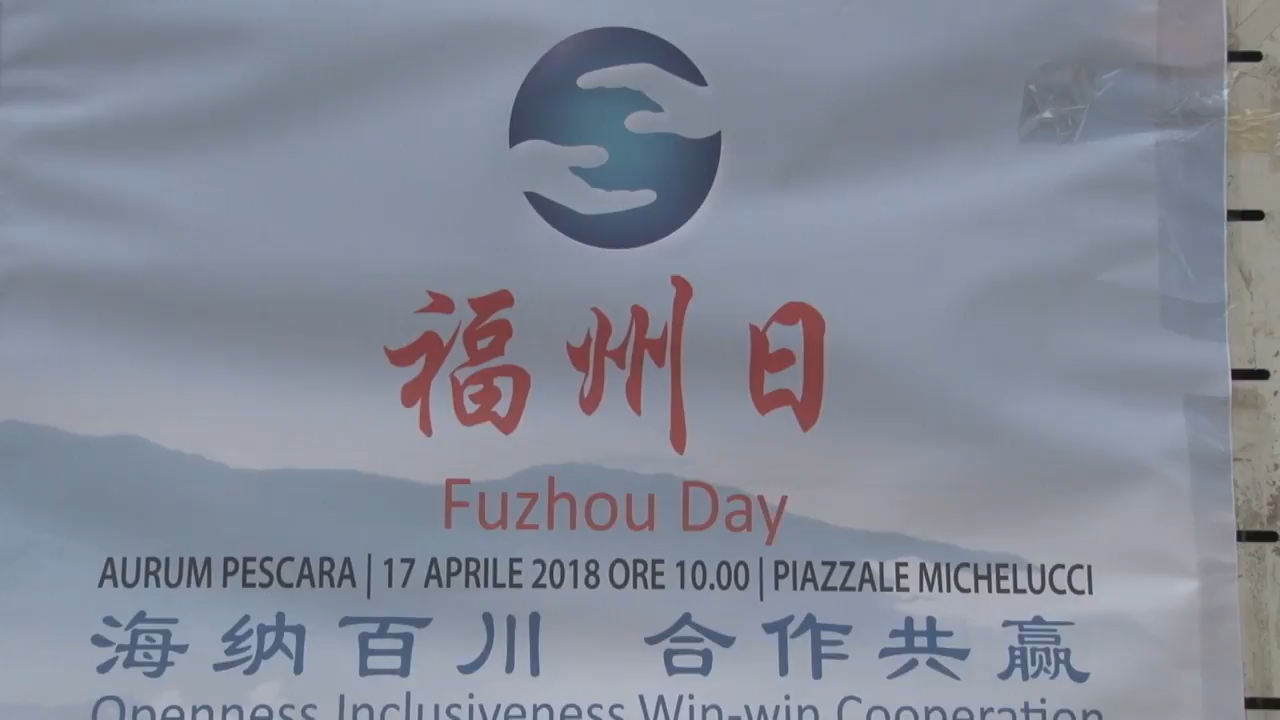 福州日
Fuzhou Day
AURUM PESCARA | 17 APRILE 2018 ORE 10.00 | PIAZZALE MICHELUCCI
海纳百川 合作共赢
Openness Inclusiveness Win-win Cooperation